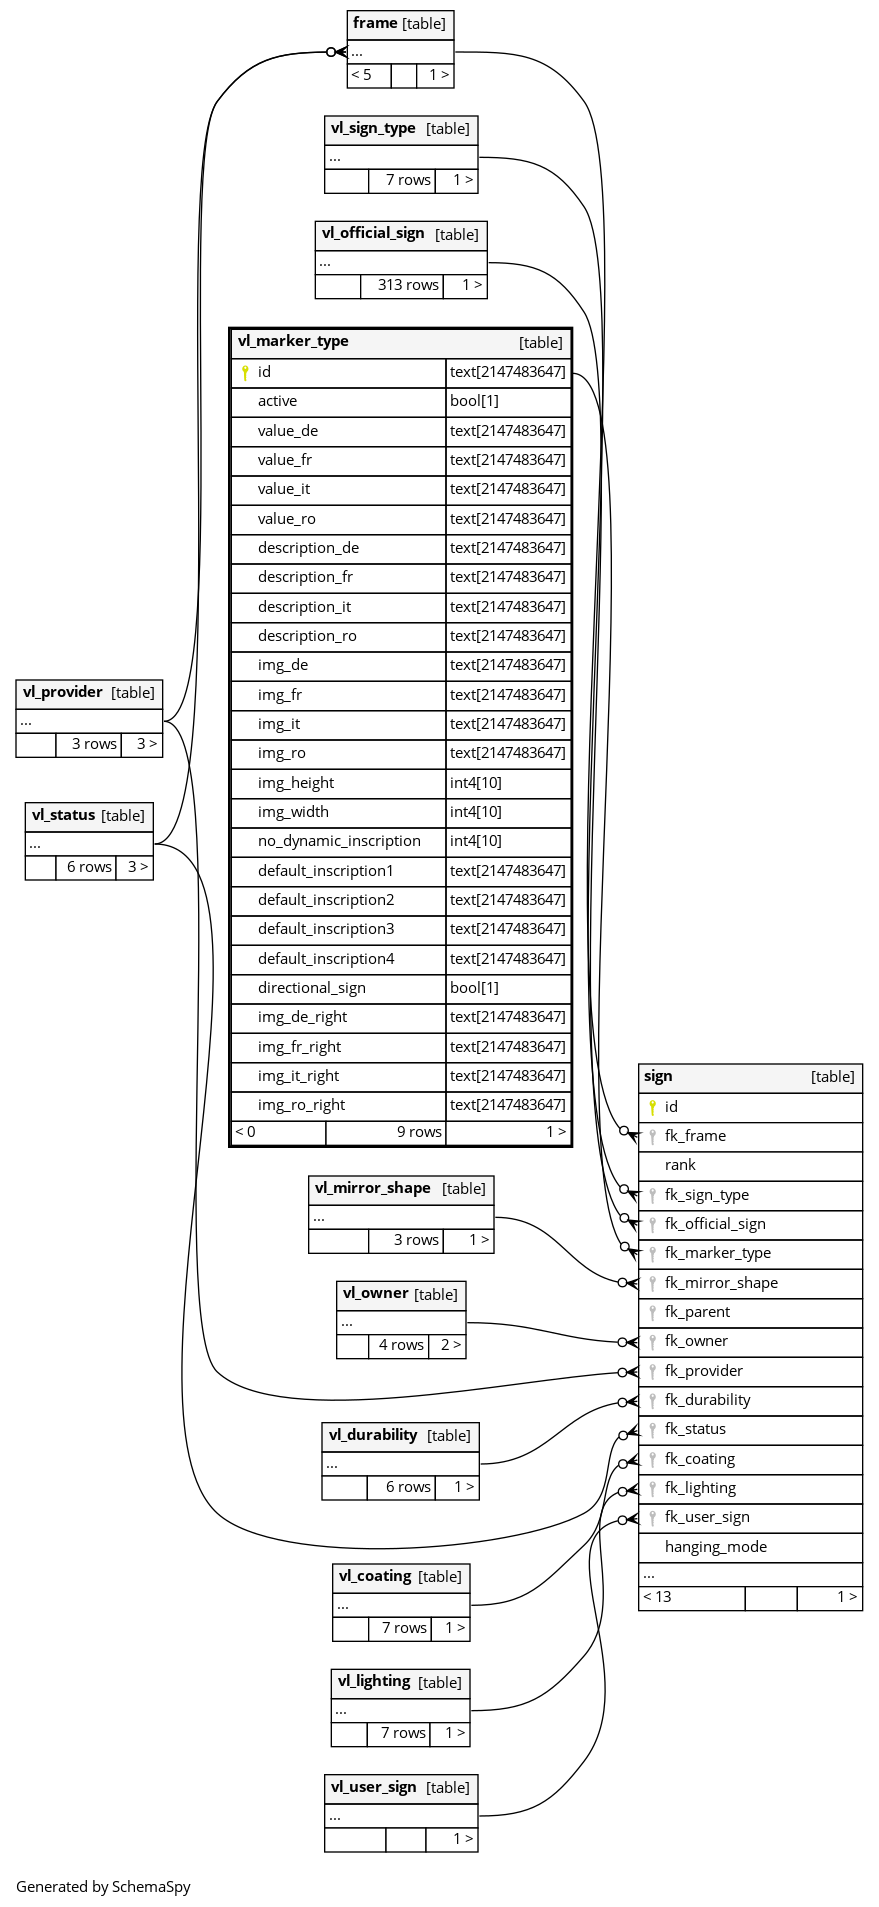 frame [table]
...
< 5 1 >
vl_sign_type [table]
...
7 rows 1 >
vl_official_sign [table]
...
313 rows 1 >
vl_marker_type [table]
id text[2147483647]
active bool[1]
value_de text[2147483647]
value_fr text[2147483647]
value_it text[2147483647]
value_ro text[2147483647]
description_de text[2147483647]
description_fr text[2147483647]
description_it text[2147483647]
description_ro text[2147483647]
img_de text[2147483647]
img_fr text[2147483647]
img_it text[2147483647]
img_ro text[2147483647]
img_height int4[10]
img_width int4[10]
no_dynamic_inscription int4[10]
default_inscription1 text[2147483647]
default_inscription2 text[2147483647]
default_inscription3 text[2147483647]
default_inscription4 text[2147483647]
directional_sign bool[1]
img_de_right text[2147483647]
img_fr_right text[2147483647]
img_it_right text[2147483647]
img_ro_right text[2147483647]
< 0 9 rows 1 >
vl_provider [table]
...
3 rows 3 >
vl_status [table]
...
6 rows 3 >
sign [table]
id
fk_frame
rank
fk_sign_type
fk_official_sign
fk_marker_type
fk_mirror_shape
fk_parent
fk_owner
fk_provider
fk_durability
fk_status
fk_coating
fk_lighting
fk_user_sign
hanging_mode
...
< 13 1 >
vl_mirror_shape [table]
...
3 rows 1 >
vl_owner [table]
...
4 rows 2 >
vl_durability [table]
...
6 rows 1 >
vl_coating [table]
...
7 rows 1 >
vl_lighting [table]
...
7 rows 1 >
vl_user_sign [table]
...
1 >
Generated by SchemaSpy